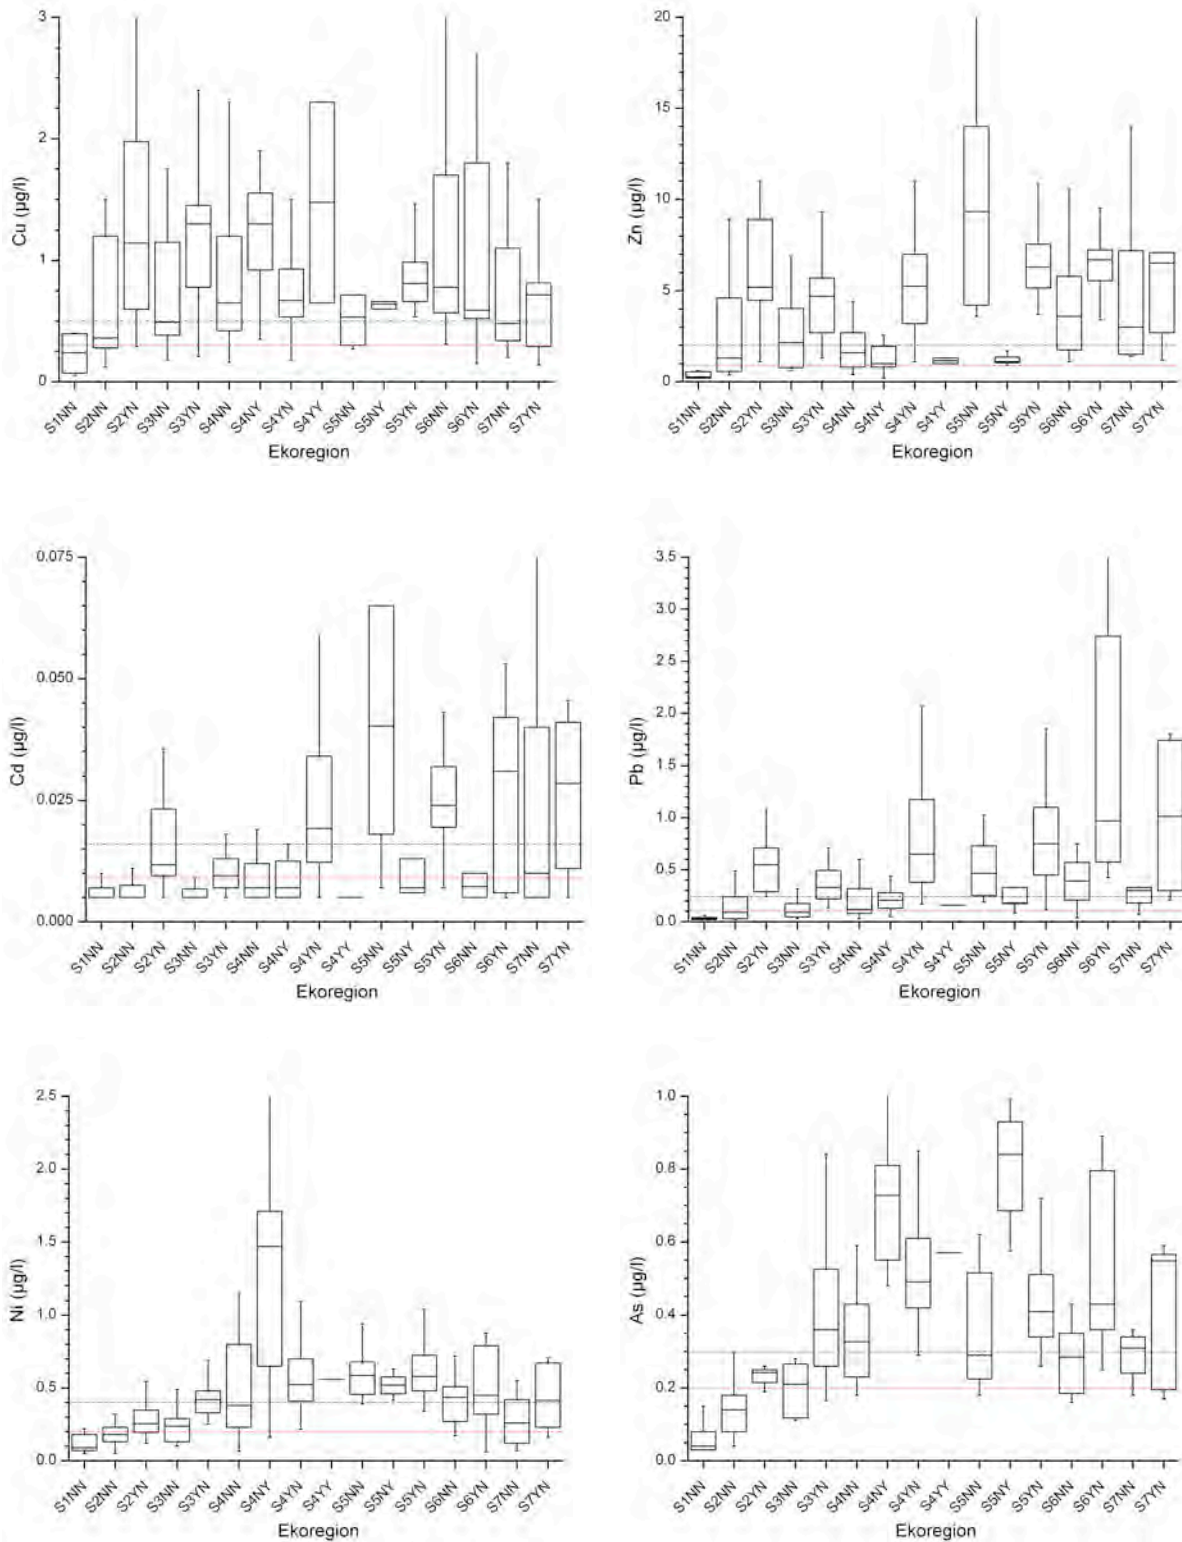 Cu (µg/l)
3
2
1
0
S1NN S2NN S2YN S3NN S3YN S4NN S4NY S4YN S4YY S5NN S5NY S5YN S6NN S6YN S7NN S7YN
Ekoregion
Zn (µg/l)
20
15
10
5
0
S1NN S2NN S2YN S3NN S3YN S4NN S4NY S4YN S4YY S5NN S5NY S5YN S6NN S6YN S7NN S7YN
Ekoregion
Cd (µg/l)
0.075
0.050
0.025
0.000
S1NN S2NN S2YN S3NN S3YN S4NN S4NY S4YN S4YY S5NN S5NY S5YN S6NN S6YN S7NN S7YN
Ekoregion
Pb (µg/l)
3.5
3.0
2.5
2.0
1.5
1.0
0.5
0.0
S1NN S2NN S2YN S3NN S3YN S4NN S4NY S4YN S4YY S5NN S5NY S5YN S6NN S6YN S7NN S7YN
Ekoregion
Ni (µg/l)
2.5
2.0
1.5
1.0
0.5
0.0
S1NN S2NN S2YN S3NN S3YN S4NN S4NY S4YN S4YY S5NN S5NY S5YN S6NN S6YN S7NN S7YN
Ekoregion
As (µg/l)
1.0
0.8
0.6
0.4
0.2
0.0
S1NN S2NN S2YN S3NN S3YN S4NN S4NY S4YN S4YY S5NN S5NY S5YN S6NN S6YN S7NN S7YN
Ekoregion